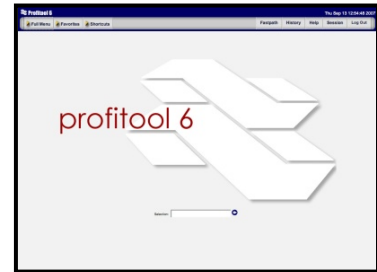 Profitool 6
Thu Sep 13 12:54:48 2007
Full Menu Favorites Shortcuts Fastpath History Help Session Log Out
profitool 6
Selection: